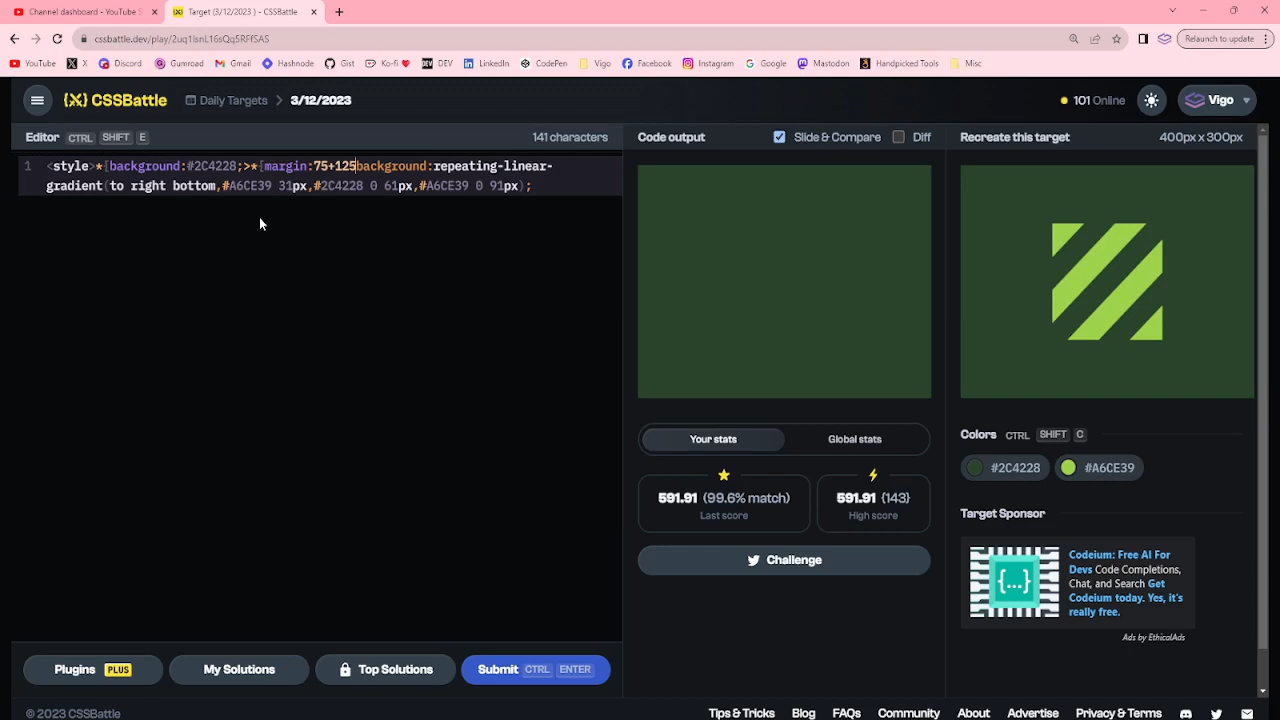 Channel dashboard - YouTube S
Target (3/12/2023 ) - CSSBattle
cssbattle.dev/play/2uq1lsnL16sQq5RFfSAS
Relaunch to update
YouTube X Discord Gumroad Gmail Hashnode Gist Ko-fi DEV LinkedIn CodePen Vigo Facebook Instagram Google Mastodon Handpicked Tools Misc
{X} CSSBattle Daily Targets 3/12/2023 101 Online Vigo
Editor CTRL SHIFT E 141 characters
Code output Slide & Compare Diff
Recreate this target 400px x 300px
1 <style>*{background:#2C4228;>*{margin:75+125background:repeating-linear-
gradient(to right bottom,#A6CE39 31px,#2C4228 0 61px,#A6CE39 0 91px);
Your stats Global stats
591.91 (99.6% match)
Last score
591.91 {143}
High score
Challenge
Colors CTRL SHIFT C
#2C4228 #A6CE39
Target Sponsor
{...}
Codeium: Free AI For
Devs Code Completions,
Chat, and Search Get
Codeium today. Yes, it's
really free.
Ads by EthicalAds
Plugins PLUS My Solutions Top Solutions Submit CTRL ENTER
© 2023 CSSBattle
Tips & Tricks Blog FAQs Community About Advertise Privacy & Terms